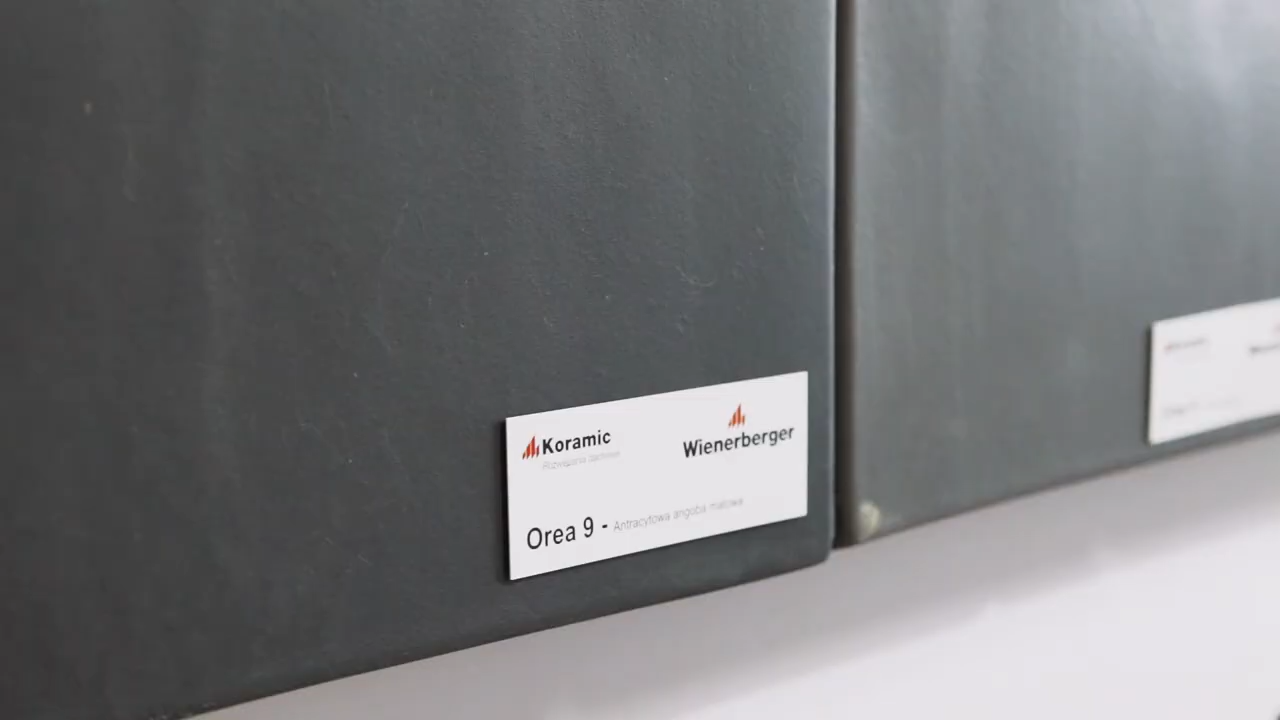 Koramic
Rozwiązania dachowe
Wienerberger
Orea 9 - Antracytowa angoba matowa